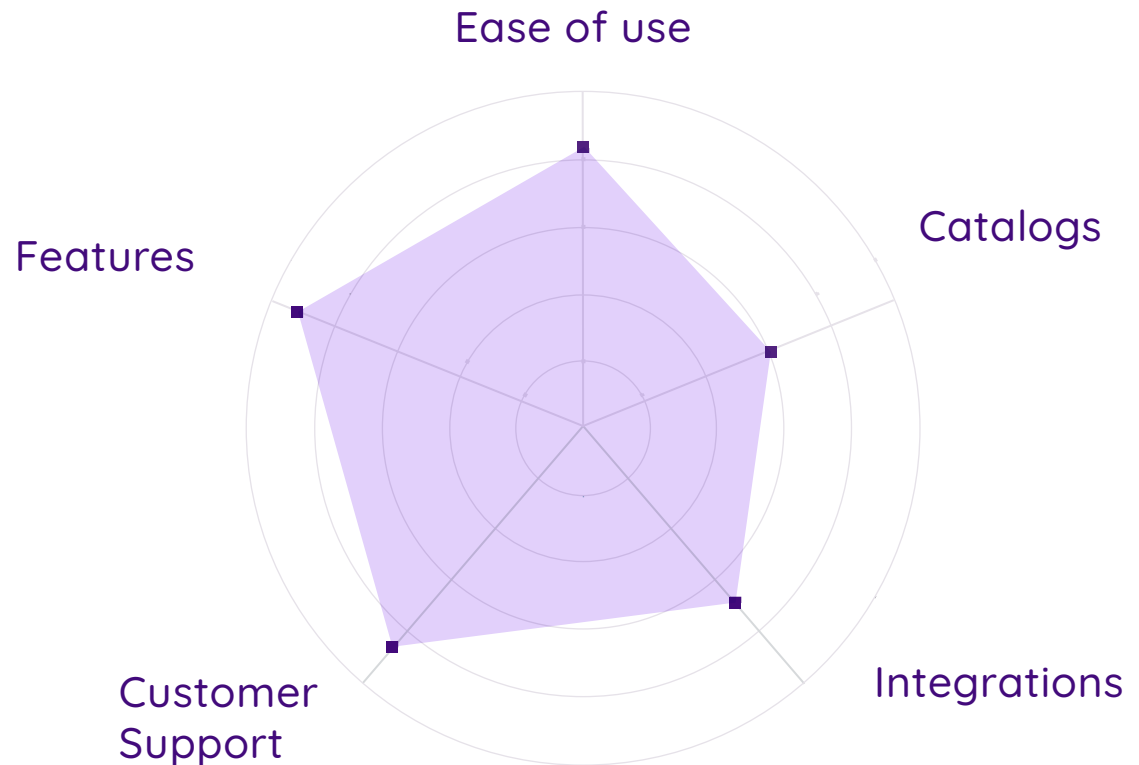 Ease of use
Catalogs
Features
Integrations
Customer
Support